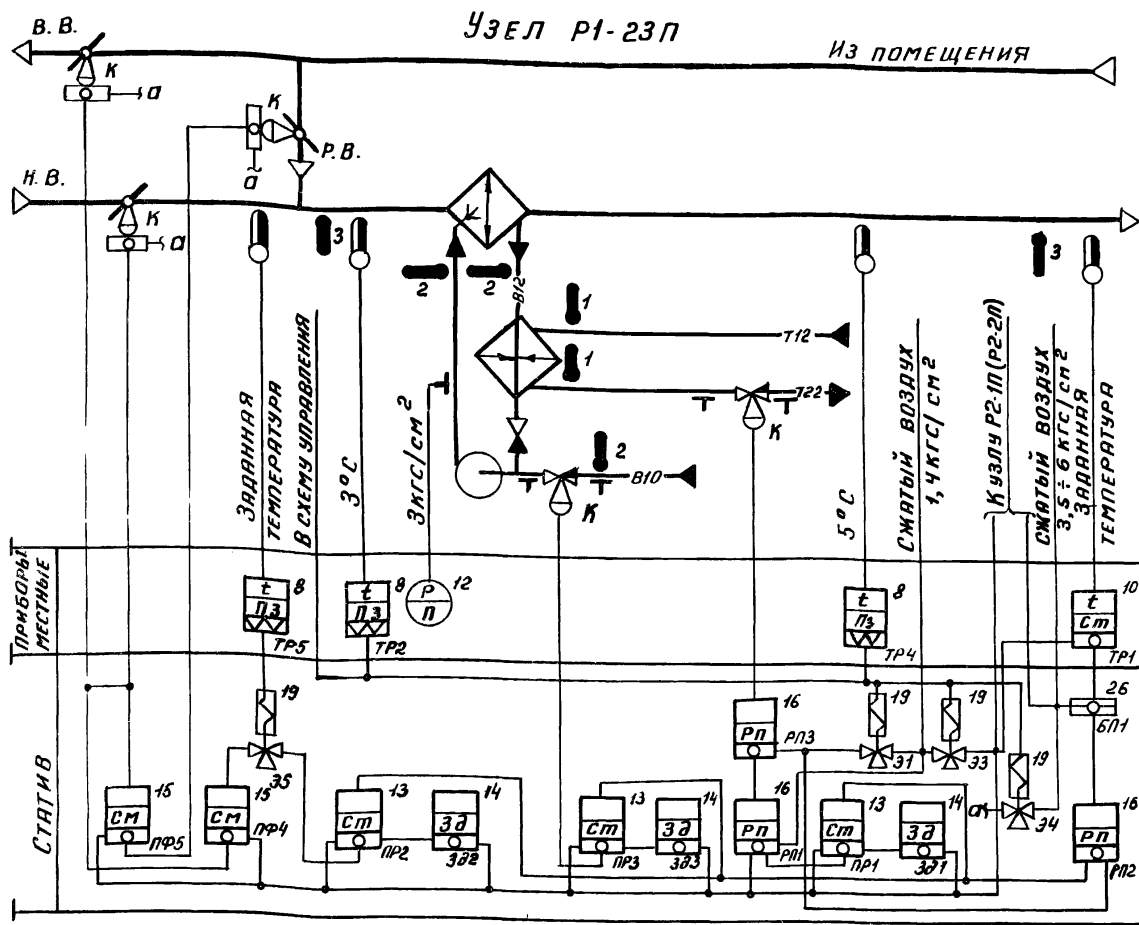 Узел Р1-23П
В. В.
Из помещения
К
а
К
Р. В.
а
Н. В.
К
а
3
2
2
В12
1
3
Т12
1
Т22
К
2
В10
К
Заданная
температура
В схему управления
3°С
3кгс/см2
5°С
Сжатый воздух
1,4кгс/см2
К узлу Р2-1П (Р2-2П)
Сжатый воздух
3,5÷6 кгс/см2
Заданная
температура
Приборы
местные
t
Пз
8
ТР5
t
Пз
8
ТР2
Р
П
12
t
Пз
8
ТР4
t
Ст
10
ТР1
Статив
19
Э5
16
Рп
РП3
19
Э1
19
Э3
19
Э4
ак
26
БП1
15
См
ПФ5
15
См
ПФ4
13
Ст
ПР2
14
Зд
Зд2
13
Ст
ПР3
14
Зд
Зд3
16
Рп
РП1
13
Ст
ПР1
14
Зд
Зд1
16
Рп
РП2